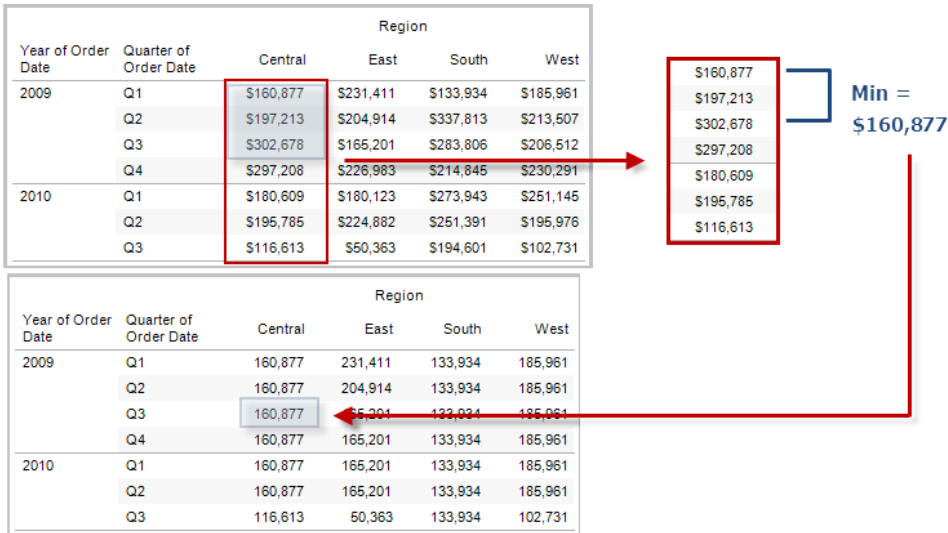 Region
Year of Order Date Quarter of Order Date Central East South West
2009 Q1 $160,877 $231,411 $133,934 $185,961
Q2 $197,213 $204,914 $337,813 $213,507
Q3 $302,678 $165,201 $283,806 $206,512
Q4 $297,208 $226,983 $214,845 $230,291
2010 Q1 $180,609 $180,123 $273,943 $251,145
Q2 $195,785 $224,882 $251,391 $195,976
Q3 $116,613 $50,363 $194,601 $102,731
$160,877
$197,213
$302,678
$297,208
$180,609
$195,785
$116,613
Min =
$160,877
Region
Year of Order Date Quarter of Order Date Central East South West
2009 Q1 160,877 231,411 133,934 185,961
Q2 160,877 204,914 133,934 185,961
Q3 160,877 165,201 133,934 185,961
Q4 160,877 165,201 133,934 185,961
2010 Q1 160,877 165,201 133,934 185,961
Q2 160,877 165,201 133,934 185,961
Q3 116,613 50,363 133,934 102,731